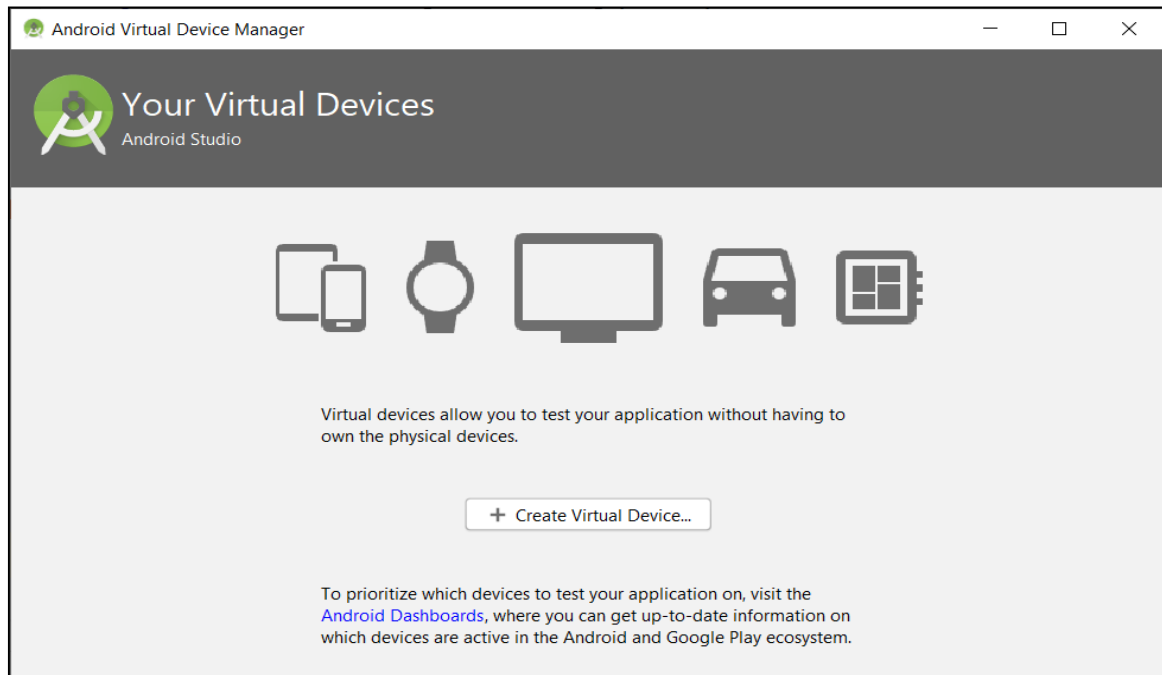 Android Virtual Device Manager
Your Virtual Devices
Android Studio
Virtual devices allow you to test your application without having to
own the physical devices.
+ Create Virtual Device...
To prioritize which devices to test your application on, visit the
Android Dashboards, where you can get up-to-date information on
which devices are active in the Android and Google Play ecosystem.